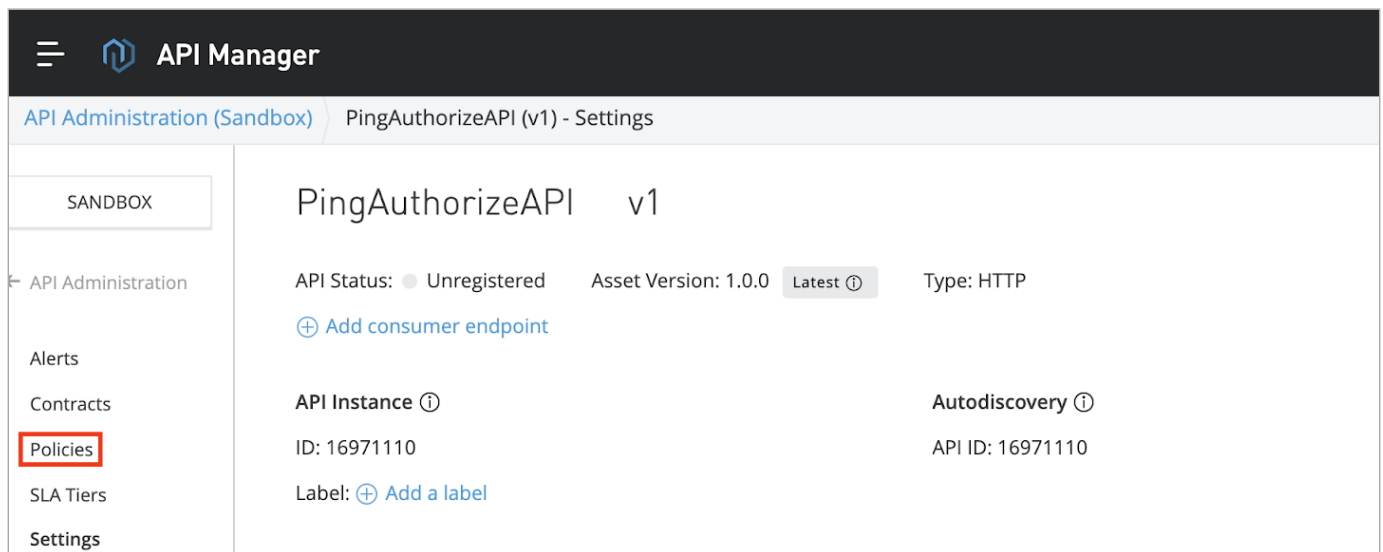 API Manager
API Administration (Sandbox) PingAuthorizeAPI (v1) - Settings
SANDBOX
API Administration
Alerts
Contracts
Policies
SLA Tiers
Settings
PingAuthorizeAPI v1
API Status: Unregistered Asset Version: 1.0.0 Latest Type: HTTP
Add consumer endpoint
API Instance
ID: 16971110
Label: Add a label
Autodiscovery
API ID: 16971110